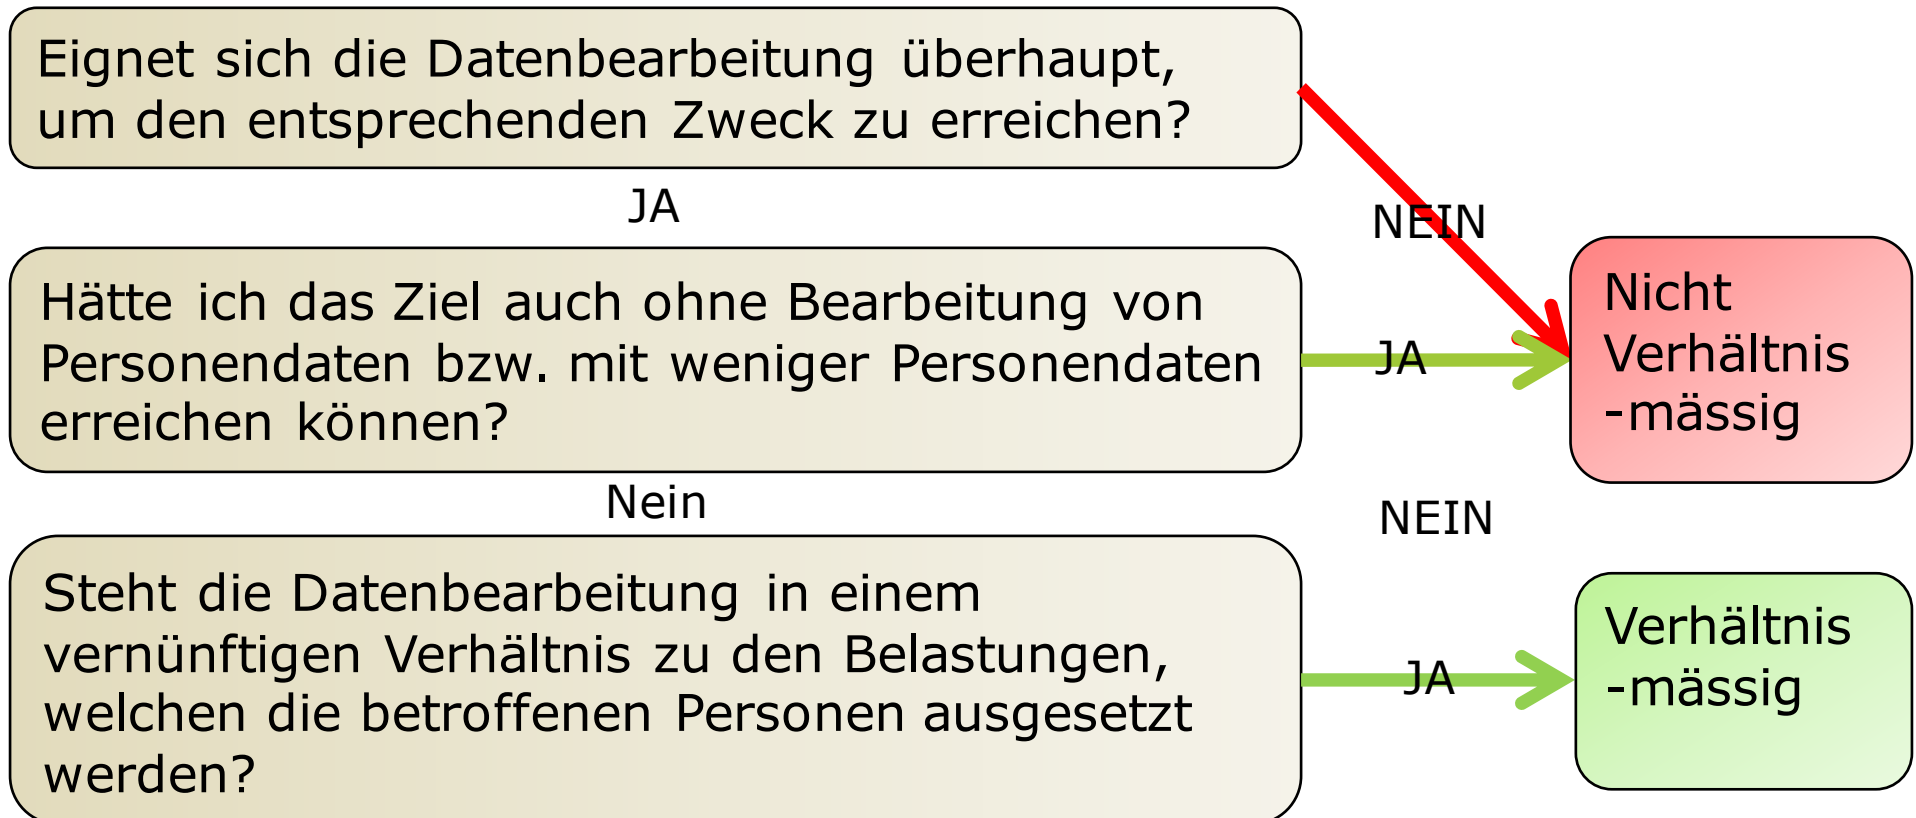 Eignet sich die Datenbearbeitung überhaupt,
um den entsprechenden Zweck zu erreichen?
JA
NEIN
Hätte ich das Ziel auch ohne Bearbeitung von
Personendaten bzw. mit weniger Personendaten
erreichen können?
JA
Nicht
Verhältnis
-mässig
Nein
NEIN
Steht die Datenbearbeitung in einem
vernünftigen Verhältnis zu den Belastungen,
welchen die betroffenen Personen ausgesetzt
werden?
JA
Verhältnis
-mässig